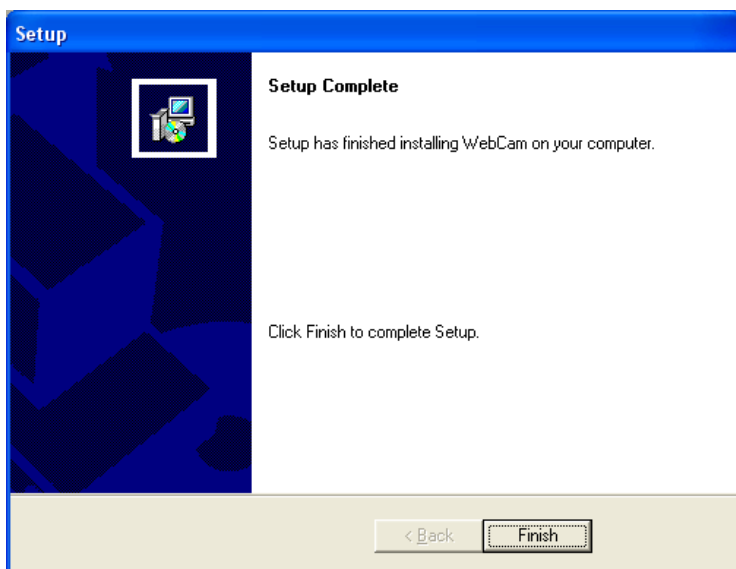 Setup
Setup Complete
Setup has finished installing WebCam on your computer.
Click Finish to complete Setup.
< Back
Finish